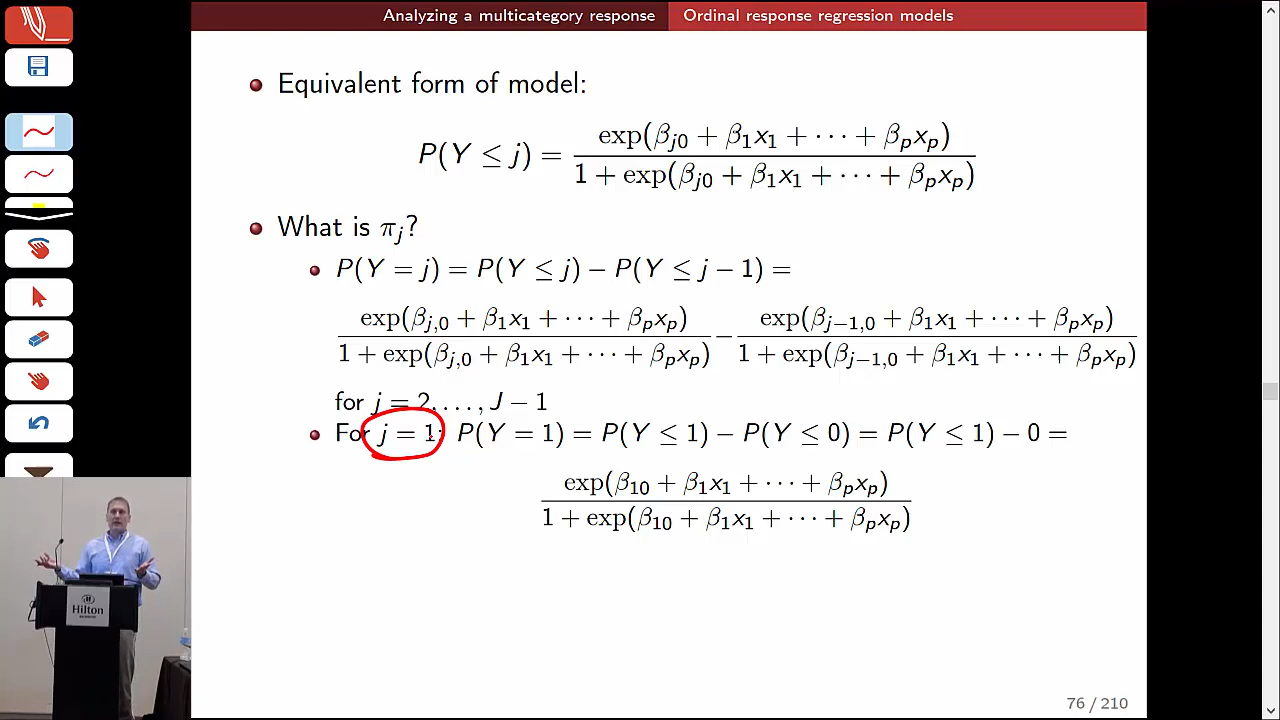 Analyzing a multicategory response Ordinal response regression models
Equivalent form of model:
P(Y ≤ j) = exp(β_{j0} + β_1x_1 + ⋯ + β_px_p) / 1 + exp(β_{j0} + β_1x_1 + ⋯ + β_px_p)
What is π_j?
P(Y = j) = P(Y ≤ j) − P(Y ≤ j − 1) =
exp(β_{j,0} + β_1x_1 + ⋯ + β_px_p) / 1 + exp(β_{j,0} + β_1x_1 + ⋯ + β_px_p) − exp(β_{j−1,0} + β_1x_1 + ⋯ + β_px_p) / 1 + exp(β_{j−1,0} + β_1x_1 + ⋯ + β_px_p)
for j = 2, . . . , J − 1
For j = 1: P(Y = 1) = P(Y ≤ 1) − P(Y ≤ 0) = P(Y ≤ 1) − 0 =
exp(β_{10} + β_1x_1 + ⋯ + β_px_p) / 1 + exp(β_{10} + β_1x_1 + ⋯ + β_px_p)
Hilton
76 / 210